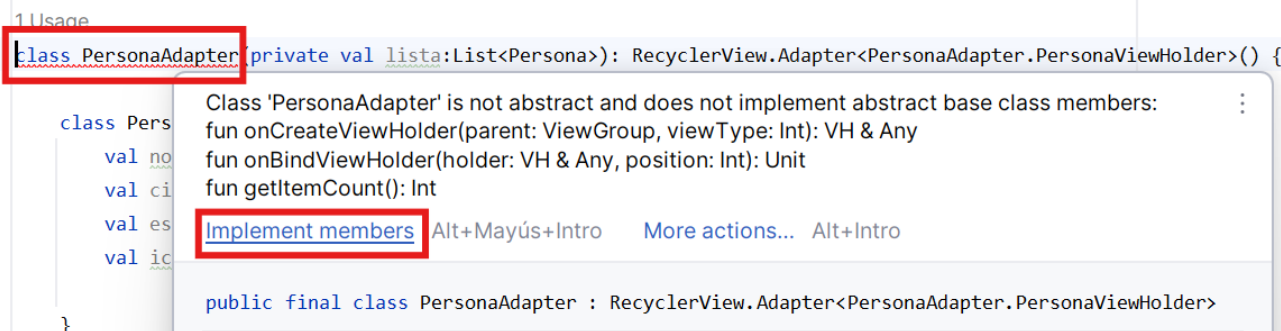 1 Usage
class PersonaAdapter(private val lista:List<Persona>): RecyclerView.Adapter<PersonaAdapter.PersonaViewHolder>() {
Class 'PersonaAdapter' is not abstract and does not implement abstract base class members:
class Pers
fun onCreateViewHolder(parent: ViewGroup, viewType: Int): VH & Any
val no
fun onBindViewHolder(holder: VH & Any, position: Int): Unit
val ci
fun getItemCount(): Int
val es
Implement members Alt+Mayús+Intro More actions... Alt+Intro
val ic
public final class PersonaAdapter : RecyclerView.Adapter<PersonaAdapter.PersonaViewHolder>
}